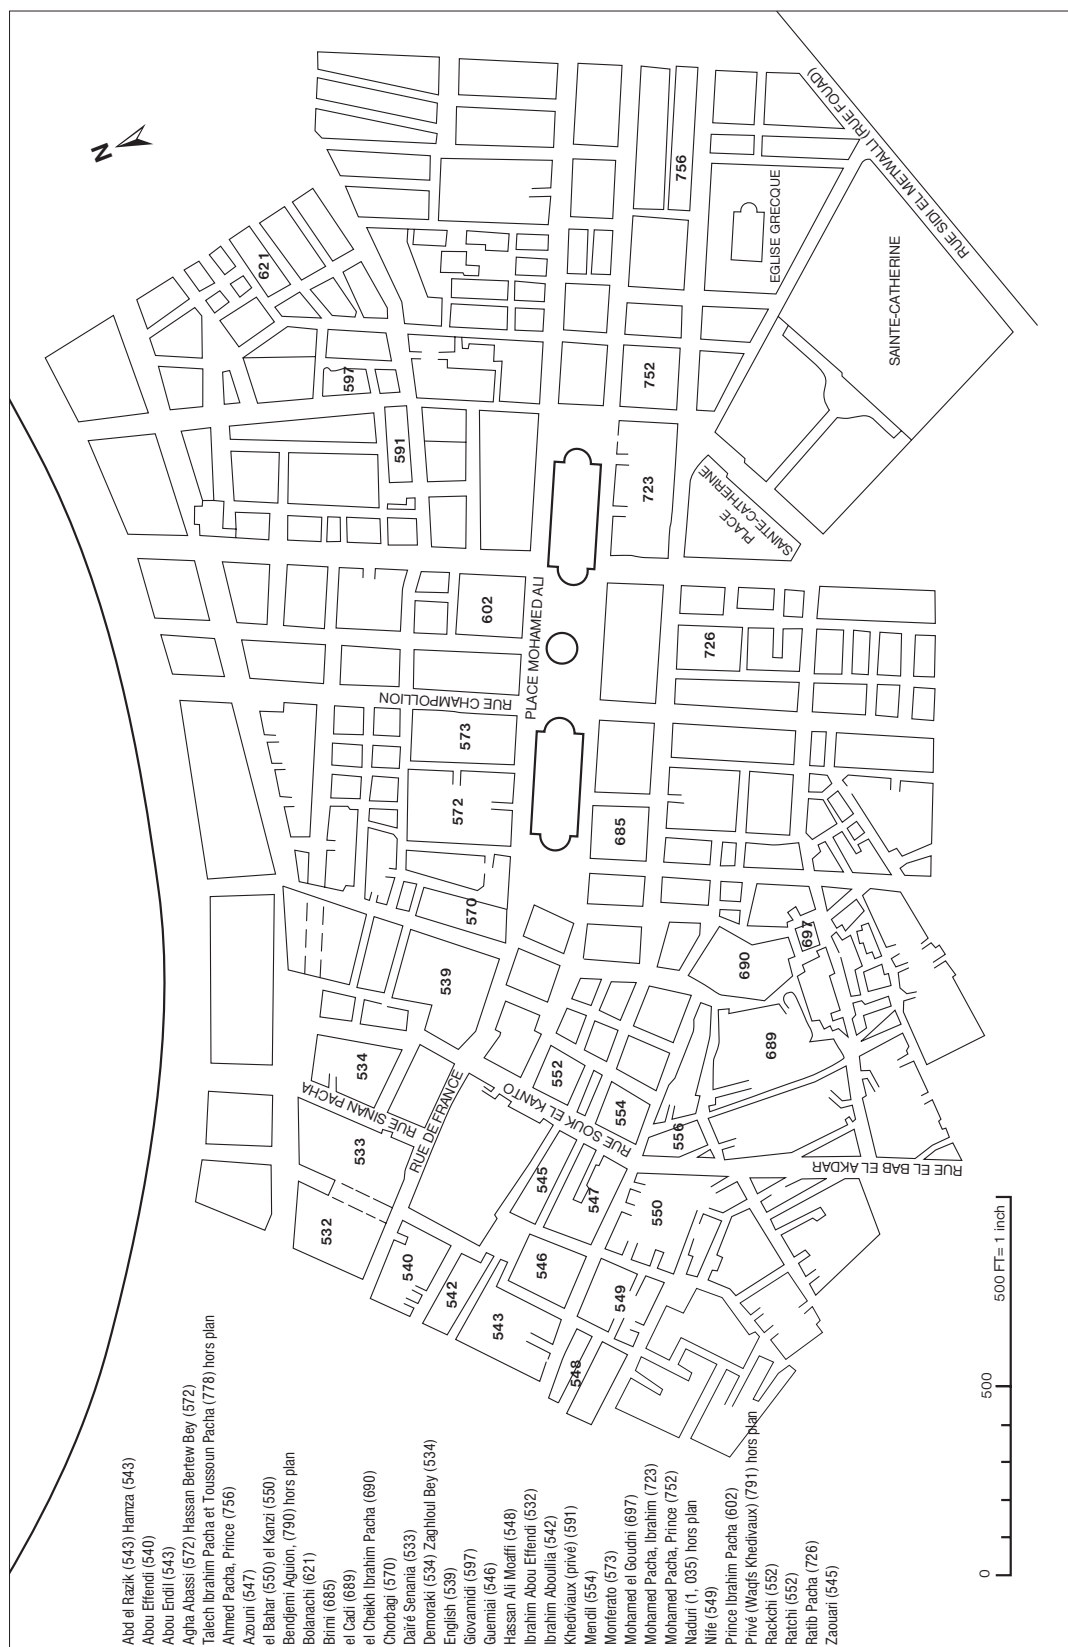 Abd el Razik (543) Hamza (543)
Abou Effendi (540)
Abou Endil (543)
Agha Abassi (572) Hassan Bertew Bey (572)
Talech Ibrahim Pacha et Toussoun Pacha (778) hors plan
Ahmed Pacha, Prince (756)
Azouni (547)
el Bahar (550) el Kanzi (550)
Bendjemi Aguion, (790) hors plan
Bolanachi (621)
Brimi (685)
el Cadi (689)
el Cheikh Ibrahim Pacha (690)
Chorbagi (570)
Daïré Semania (533)
Demoraki (534) Zaghloul Bey (534)
English (539)
Giovannidi (597)
Guemiai (546)
Hassan Ali Moaffi (548)
Ibrahim Abou Effendi (532)
Ibrahim Aboulila (542)
Khediviaux (privé) (591)
Mendil (554)
Monferato (573)
Mohamed el Goudni (697)
Mohamed Pacha, Ibrahim (723)
Mohamed Pacha, Prince (752)
Naduri (1, 035) hors plan
Nife (549)
Prince Ibrahim Pacha (602)
Privé (Waqfs Khedivaux) (791) hors plan
Rackchi (552)
Ratchi (552)
Ratib Pacha (726)
Zaouari (545)
N
532
533
534
539
540
542
543
545
546
547
548
549
550
552
554
556
570
572
573
591
597
602
621
685
689
690
697
723
726
752
756
RUE SINAN PACHA
RUE DE FRANCE
RUE SOUK EL KANTO
RUE EL BAB EL AKDAR
RUE CHAMPOLLION
PLACE MOHAMED ALI
PLACE
SAINTE-CATHERINE
SAINTE-CATHERINE
EGLISE GRECQUE
RUE SIDI EL METWALLI (RUE FOUAD)
0
500
500 FT= 1 inch